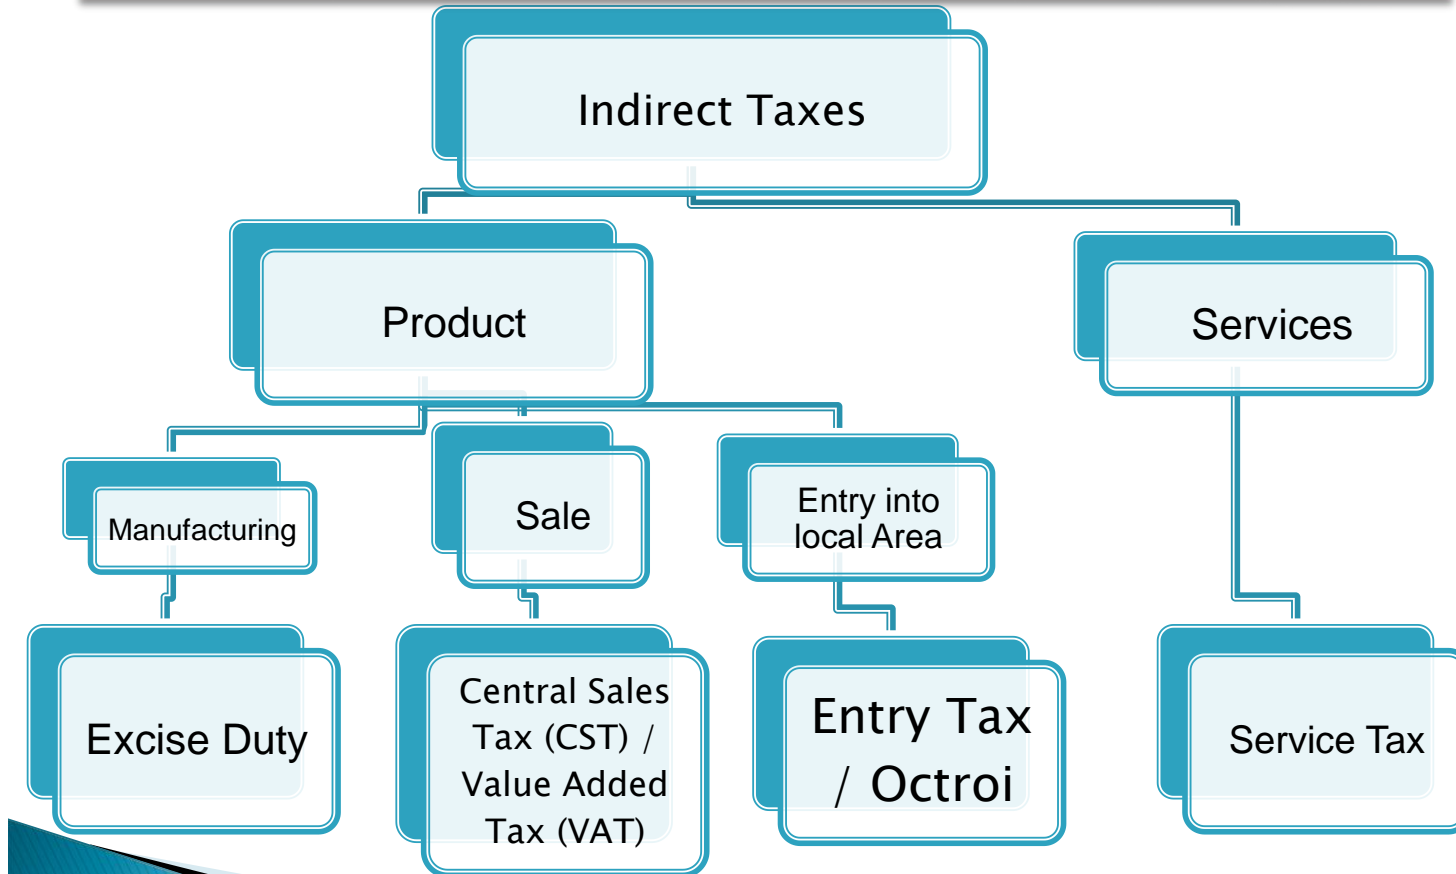 Indirect Taxes
Product
Services
Manufacturing
Sale
Entry into
local Area
Excise Duty
Central Sales
Tax (CST) /
Value Added
Tax (VAT)
Entry Tax
/ Octroi
Service Tax